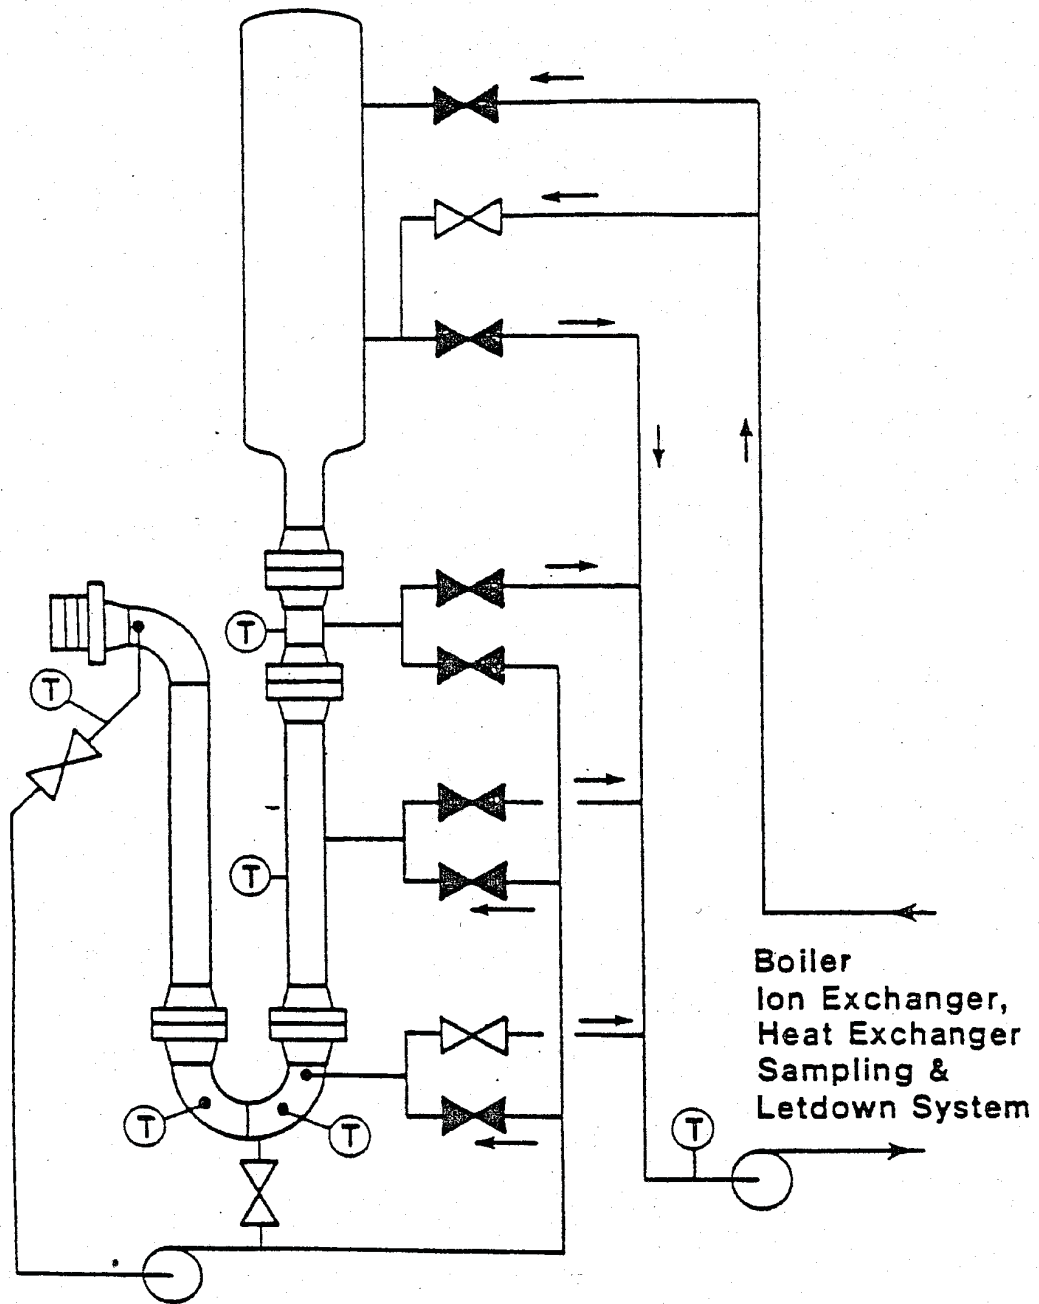 T
T
T
Boiler
Ion Exchanger,
Heat Exchanger
Sampling &
Letdown System
T
T
T